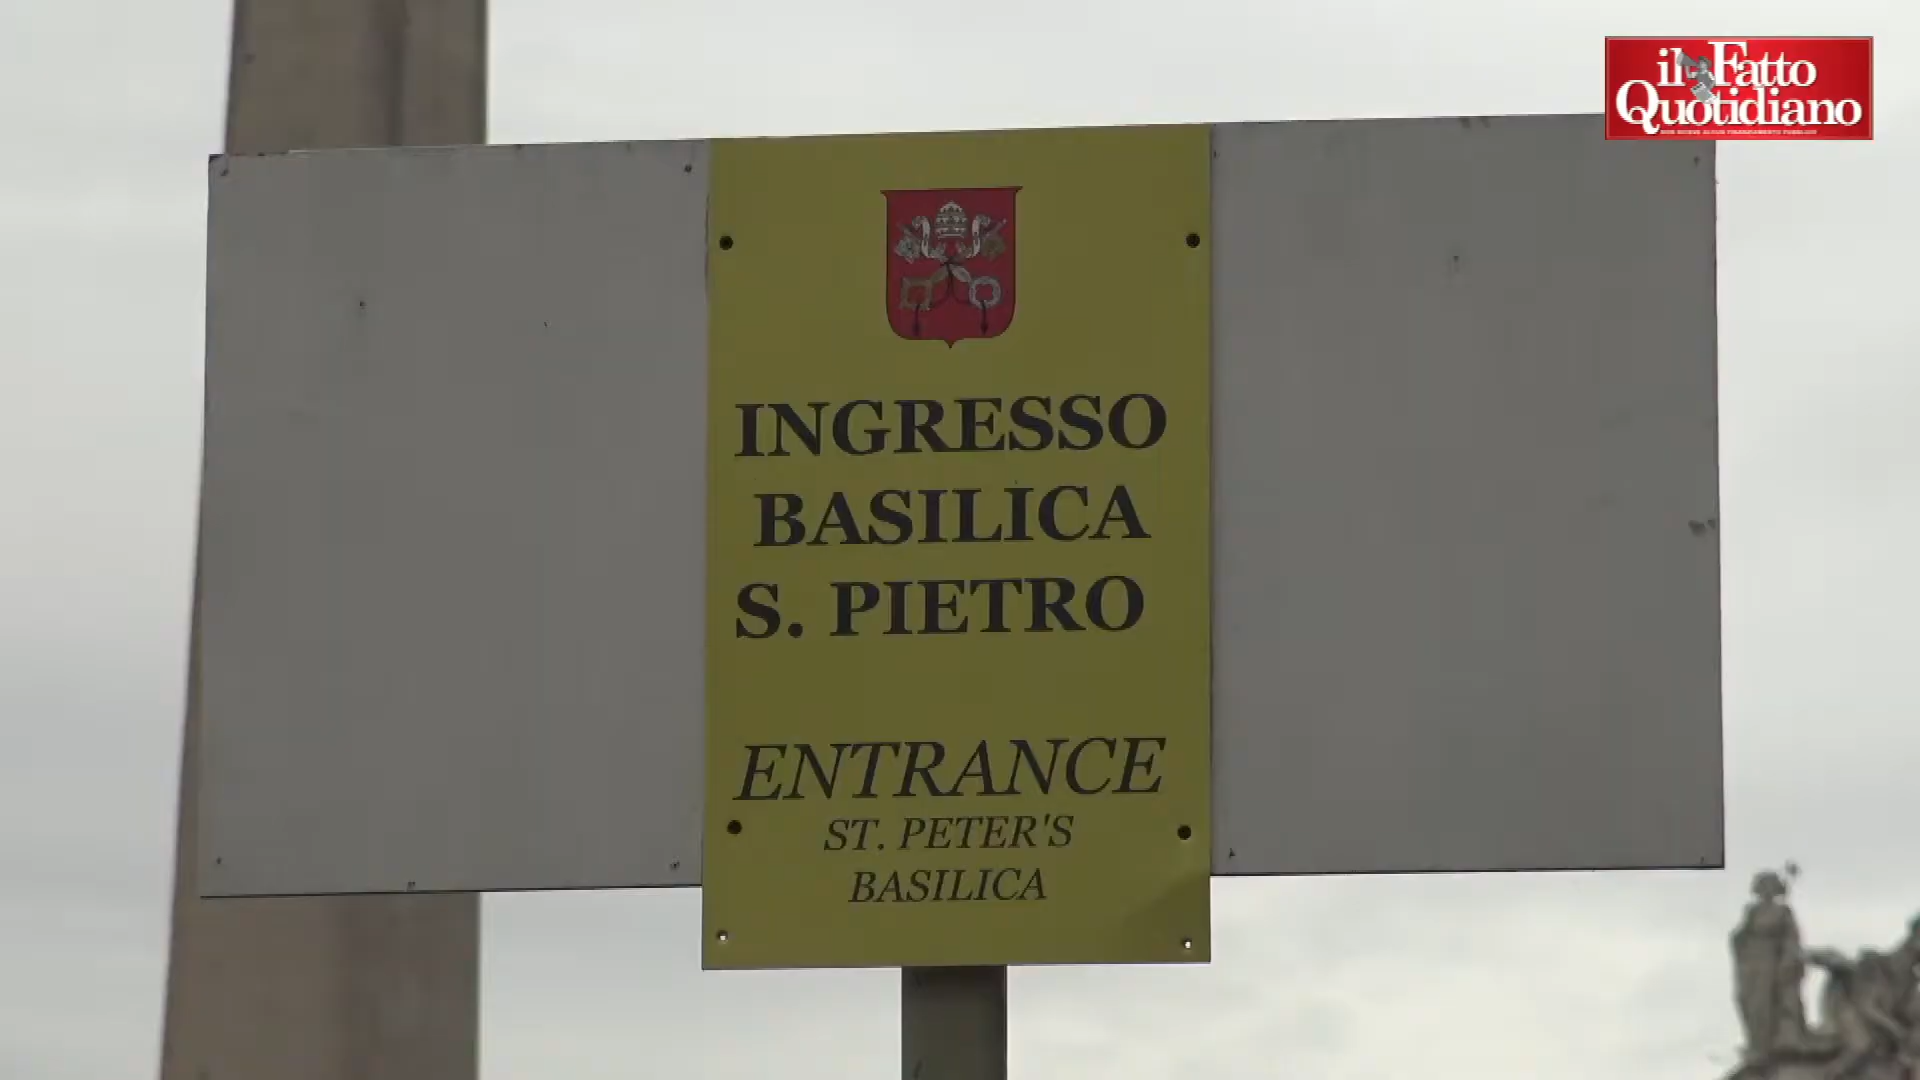 il Fatto
Quotidiano
INGRESSO
BASILICA
S. PIETRO
ENTRANCE
ST. PETER'S
BASILICA